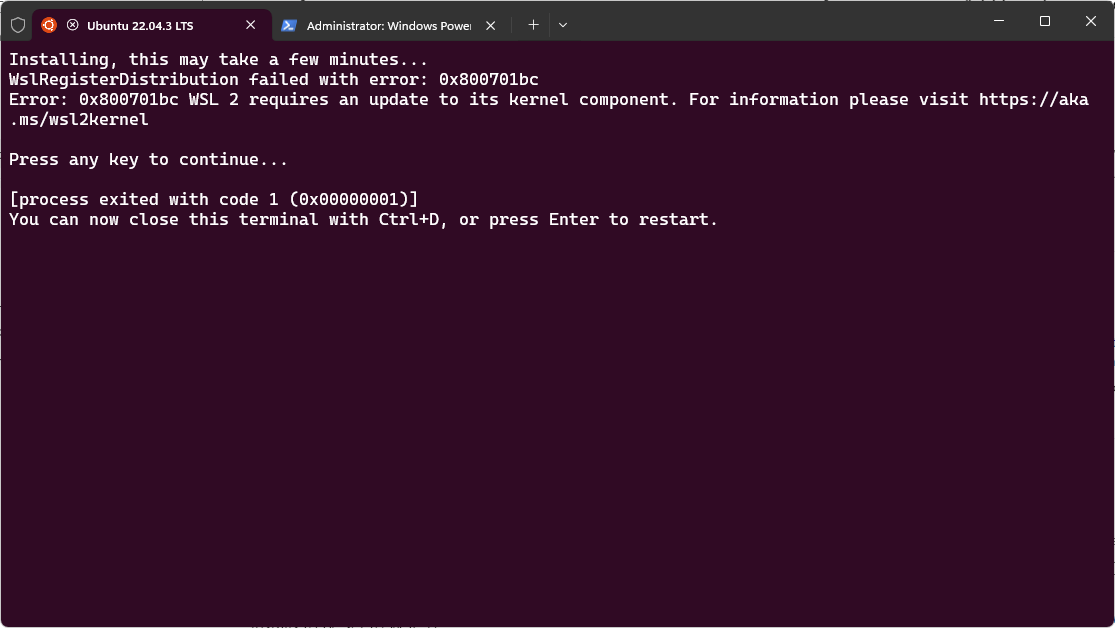 Ubuntu 22.04.3 LTS
Administrator: Windows Power
Installing, this may take a few minutes...
WslRegisterDistribution failed with error: 0x800701bc
Error: 0x800701bc WSL 2 requires an update to its kernel component. For information please visit https://aka
.ms/wsl2kernel
Press any key to continue...
[process exited with code 1 (0x00000001)]
You can now close this terminal with Ctrl+D, or press Enter to restart.